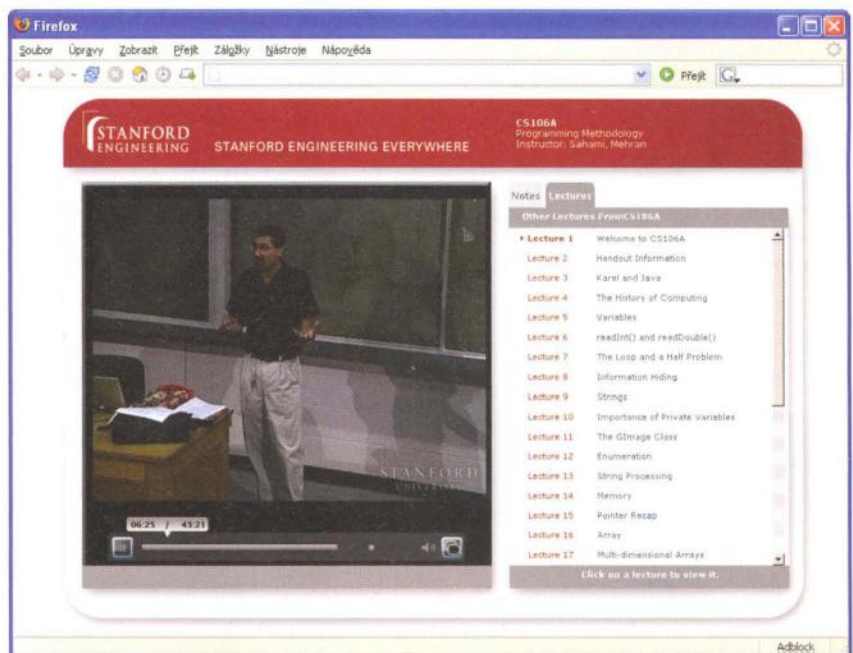 Firefox
Soubor Úpravy Zobrazit Přejít Záložky Nástroje Nápověda
Přejít G
STANFORD
ENGINEERING
STANFORD ENGINEERING EVERYWHERE
CS106A
Programming Methodology
Instructor: Sahami, Mehran
Notes Lectures
Other Lectures FromCS106A
Lecture 1 Welcome to CS106A
Lecture 2 Handout Information
Lecture 3 Karel and Java
Lecture 4 The History of Computing
Lecture 5 Variables
Lecture 6 readInt() and readDouble()
Lecture 7 The Loop and a Half Problem
Lecture 8 Information Hiding
Lecture 9 Strings
Lecture 10 Importance of Private Variables
Lecture 11 The GImage Class
Lecture 12 Enumeration
Lecture 13 String Processing
Lecture 14 Memory
Lecture 15 Pointer Recap
Lecture 16 Array
Lecture 17 Multi-dimensional Arrays
Click on a lecture to view it.
STANFORD
UNIVERSITY
06:25 / 43:21
Adblock